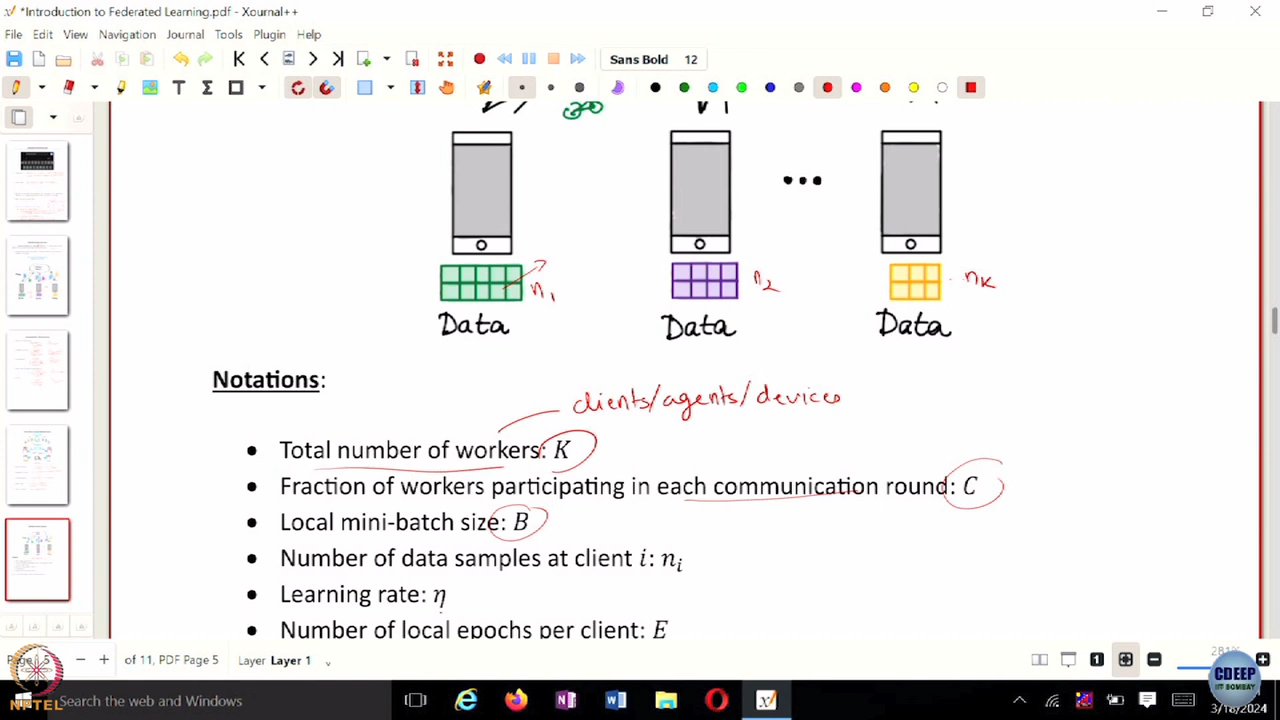 *Introduction to Federated Learning.pdf - Xournal++
File Edit View Navigation Journal Tools Plugin Help
Sans Bold 12
n1
n2
nK
Data
Data
Data
Notations:
clients/agents/devices
• Total number of workers: K
• Fraction of workers participating in each communication round: C
• Local mini-batch size: B
• Number of data samples at client i: nᵢ
• Learning rate: η
• Number of local epochs per client: E
of 11, PDF Page 5 Layer Layer 1
281%
NPTEL
Search the web and Windows
CDEEP
IIT BOMBAY
3/18/2024